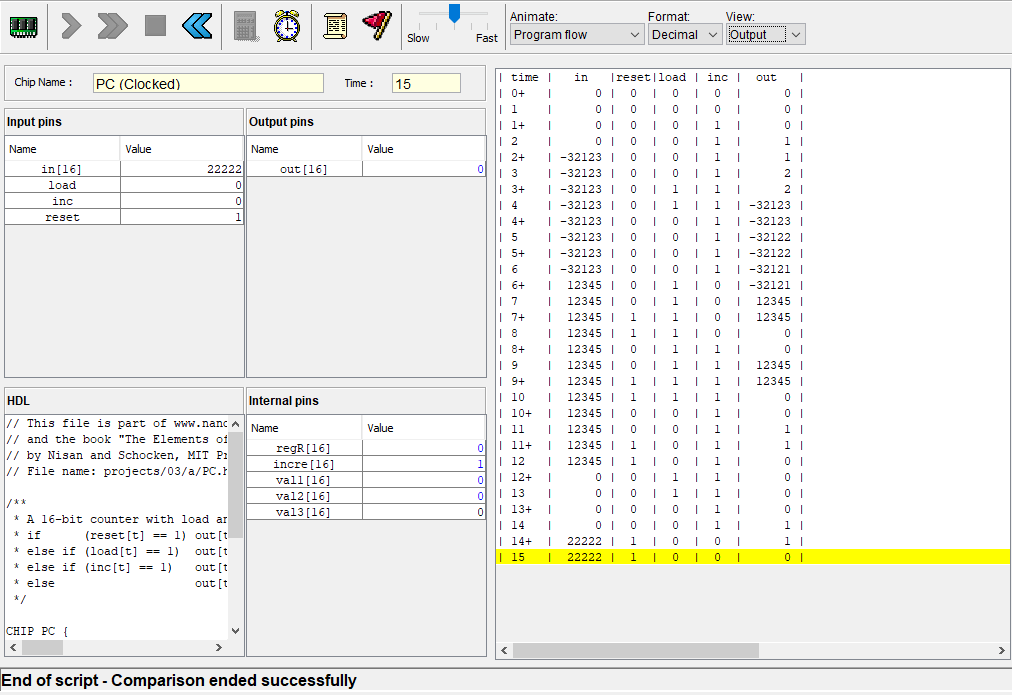 Slow Fast
Animate: Format: View:
Program flow Decimal Output
Chip Name : PC (Clocked) Time : 15
Input pins
Name Value
in[16] 22222
load 0
inc 0
reset 1
Output pins
Name Value
out[16] 0
HDL
// This file is part of www.nand
// and the book "The Elements of
// by Nisan and Schocken, MIT Pr
// File name: projects/03/a/PC.h
/**
* A 16-bit counter with load an
* if (reset[t] == 1) out[t
* else if (load[t] == 1) out[t
* else if (inc[t] == 1) out[t
* else out[t
*/
CHIP PC {
Internal pins
Name Value
regR[16] 0
incre[16] 1
val1[16] 0
val2[16] 0
val3[16] 0
| time | in |reset|load | inc | out |
| 0+ | 0 | 0 | 0 | 0 | 0 |
| 1 | 0 | 0 | 0 | 0 | 0 |
| 1+ | 0 | 0 | 0 | 1 | 0 |
| 2 | 0 | 0 | 0 | 1 | 1 |
| 2+ | -32123 | 0 | 0 | 1 | 1 |
| 3 | -32123 | 0 | 0 | 1 | 2 |
| 3+ | -32123 | 0 | 1 | 1 | 2 |
| 4 | -32123 | 0 | 1 | 1 | -32123 |
| 4+ | -32123 | 0 | 0 | 1 | -32123 |
| 5 | -32123 | 0 | 0 | 1 | -32122 |
| 5+ | -32123 | 0 | 0 | 1 | -32122 |
| 6 | -32123 | 0 | 0 | 1 | -32121 |
| 6+ | 12345 | 0 | 1 | 0 | -32121 |
| 7 | 12345 | 0 | 1 | 0 | 12345 |
| 7+ | 12345 | 1 | 1 | 0 | 12345 |
| 8 | 12345 | 1 | 1 | 0 | 0 |
| 8+ | 12345 | 0 | 1 | 1 | 0 |
| 9 | 12345 | 0 | 1 | 1 | 12345 |
| 9+ | 12345 | 1 | 1 | 1 | 12345 |
| 10 | 12345 | 1 | 1 | 1 | 0 |
| 10+ | 12345 | 0 | 0 | 1 | 0 |
| 11 | 12345 | 0 | 0 | 1 | 1 |
| 11+ | 12345 | 1 | 0 | 1 | 1 |
| 12 | 12345 | 1 | 0 | 1 | 0 |
| 12+ | 0 | 0 | 1 | 1 | 0 |
| 13 | 0 | 0 | 1 | 1 | 0 |
| 13+ | 0 | 0 | 0 | 1 | 0 |
| 14 | 0 | 0 | 0 | 1 | 1 |
| 14+ | 22222 | 1 | 0 | 0 | 1 |
| 15 | 22222 | 1 | 0 | 0 | 0 |
End of script - Comparison ended successfully